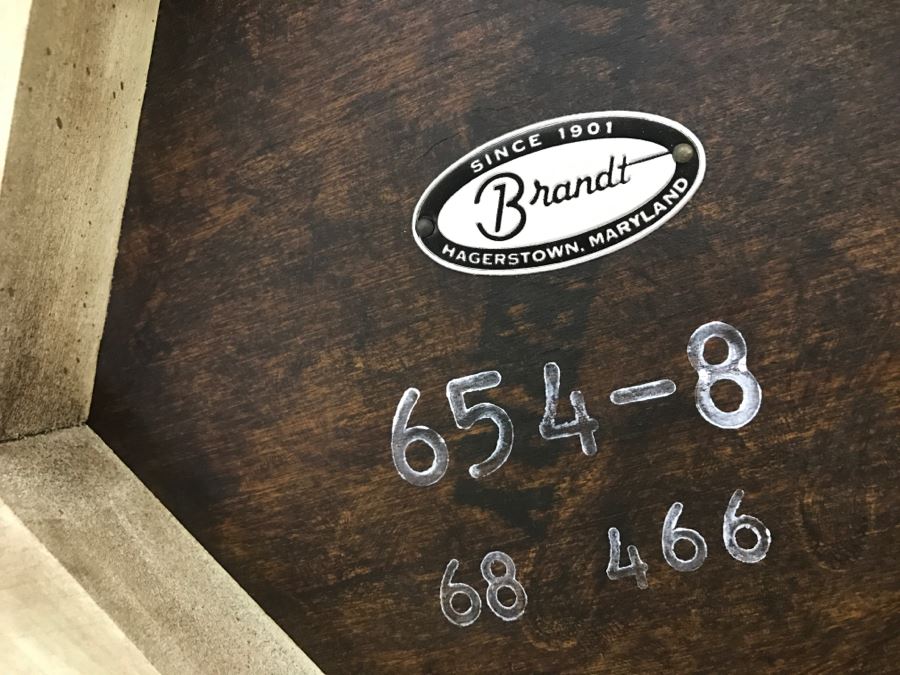 SINCE 1901
Brandt
HAGERSTOWN, MARYLAND
654-8
68 466